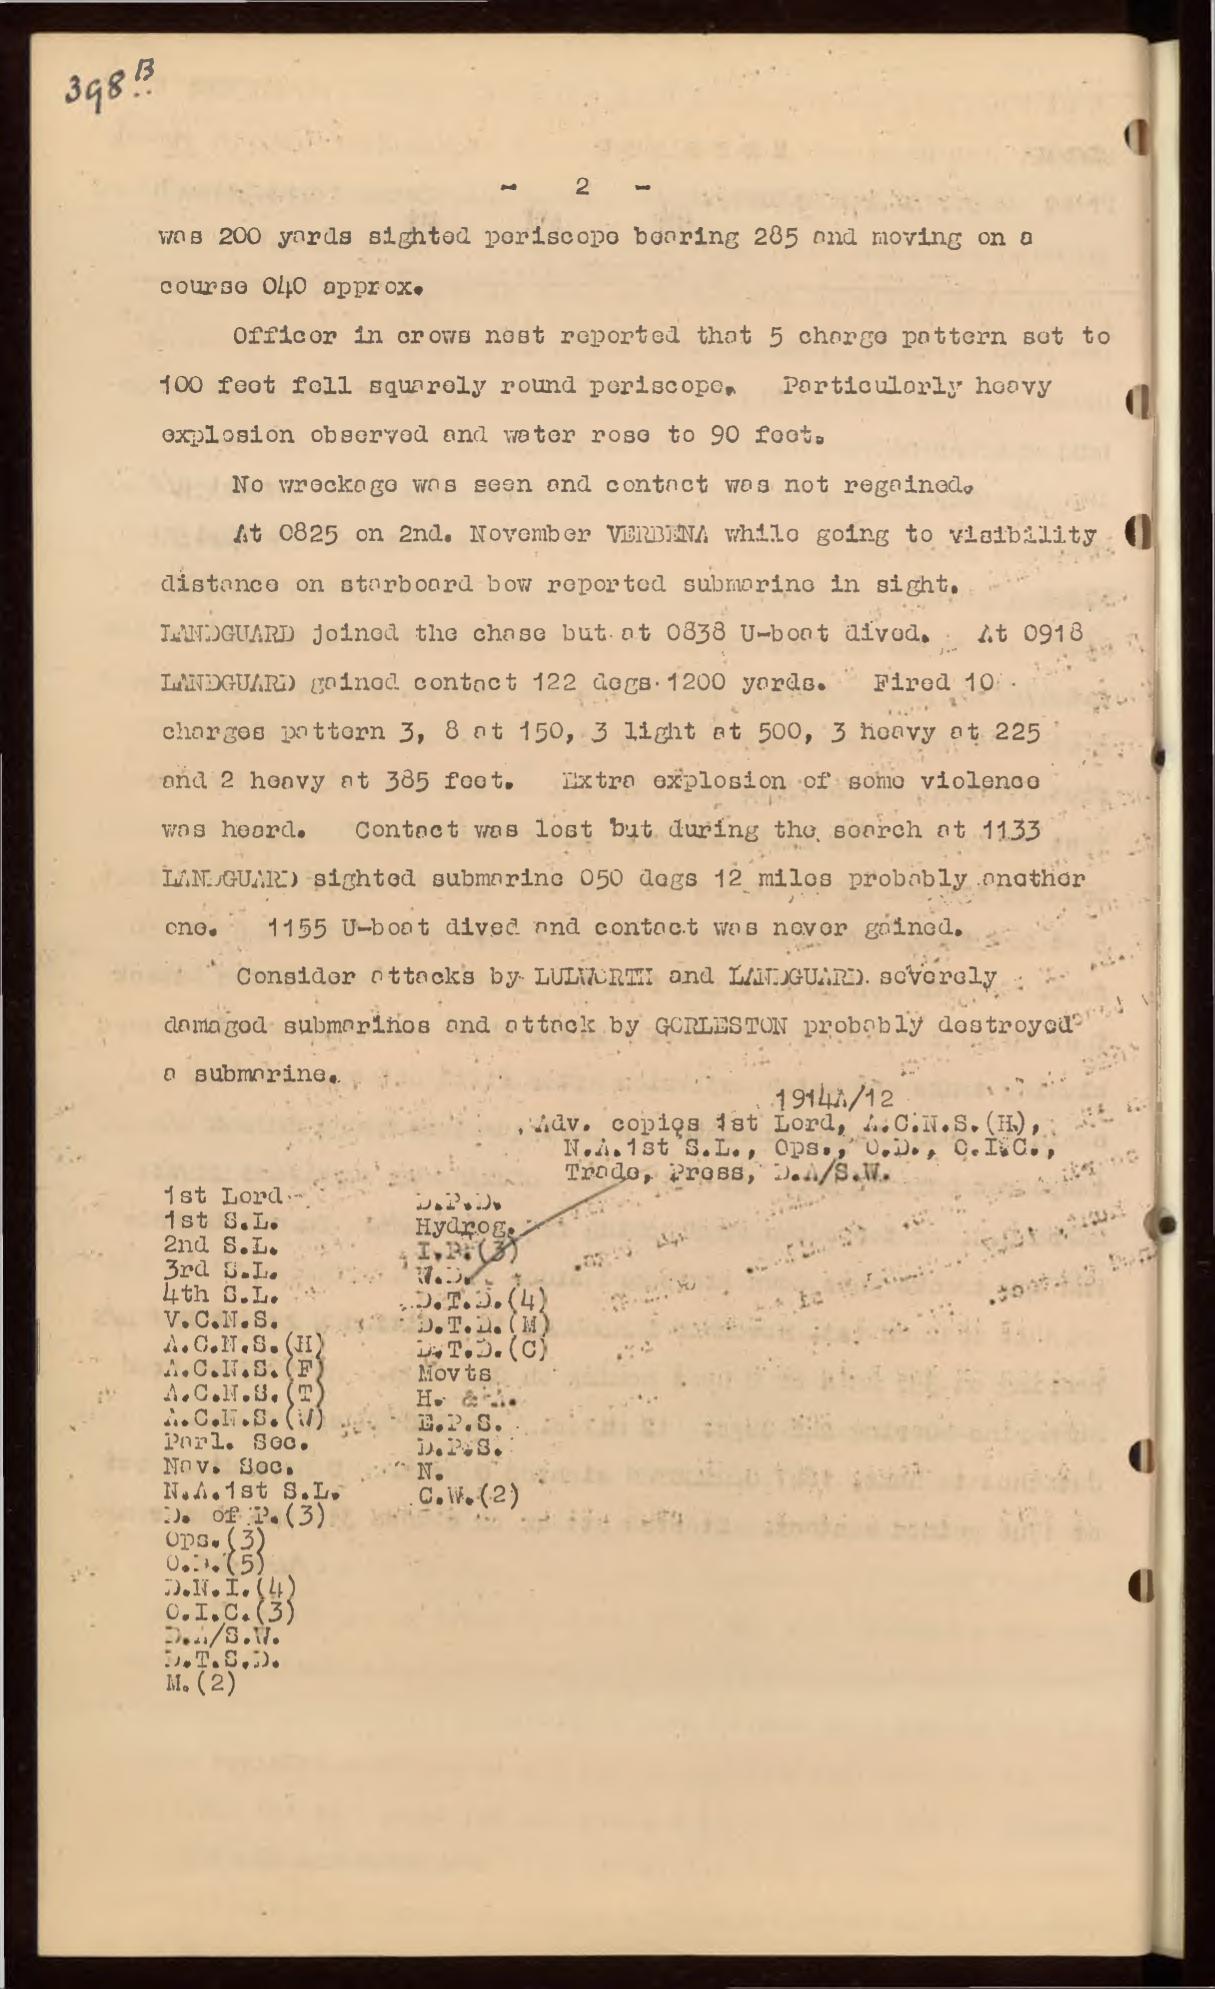 398 B
- 2 -
was 200 yards sighted periscope bearing 285 and moving on a
course 040 approx.
Officer in crows nest reported that 5 charge pattern set to
100 feet fell squarely round periscope. Particularly heavy
explosion observed and water rose to 90 feet.
No wreckage was seen and contact was not regained.
At 0825 on 2nd. November VERBENA while going to visibility
distance on starboard bow reported submarine in sight.
LANDGUARD joined the chase but at 0838 U-boat dived. At 0918
LANDGUARD gained contact 122 degs 1200 yards. Fired 10
charges pattern 3, 8 at 150, 3 light at 500, 3 heavy at 225
and 2 heavy at 385 feet. Extra explosion of some violence
was heard. Contact was lost but during the search at 1133
LANDGUARD sighted submarine 050 degs 12 miles probably another
one. 1155 U-boat dived and contact was never gained.
Consider attacks by LULWORTH and LANDGUARD severely
damaged submarines and attack by GORLESTON probably destroyed
a submarine.
1914A/12
Adv. copies 1st Lord, A.C.N.S.(H),
N.A.1st S.L., Ops., O.D., O.I.C.,
Trade, Press, D.A/S.W.
1st Lord
1st S.L.
2nd S.L.
3rd S.L.
4th S.L.
V.C.N.S.
A.C.N.S.(H)
A.C.N.S.(F)
A.C.N.S.(T)
A.C.N.S.(W)
Parl. Sec.
Nav. Sec.
N.A.1st S.L.
D. of P.(3)
Ops.(3)
O.D.(5)
D.N.I.(4)
O.I.C.(3)
D.A/S.W.
D.T.S.D.
M.(2)
D.P.D.
Hydrog.
I.P.(3)
W.D.
D.T.D.(4)
D.T.D.(M)
D.T.D.(C)
Movts
H. & A.
E.P.S.
D.P.S.
N.
C.W.(2)